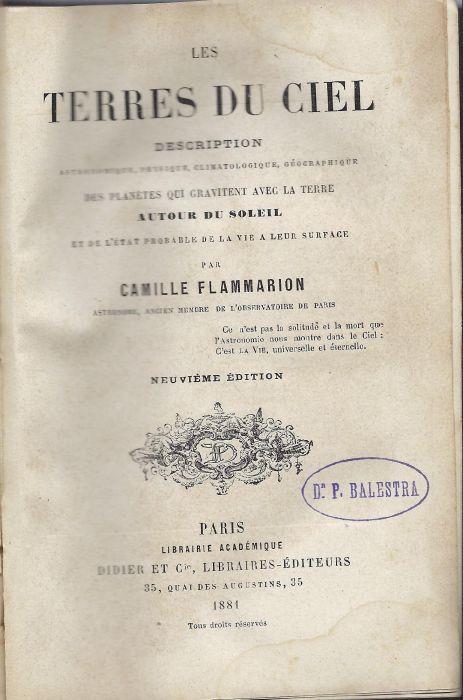 LES
TERRES DU CIEL
DESCRIPTION
ASTRONOMIQUE, PHYSIQUE, CLIMATOLOGIQUE, GÉOGRAPHIQUE
DES PLANÈTES QUI GRAVITENT AVEC LA TERRE
AUTOUR DU SOLEIL
ET DE L'ÉTAT PROBABLE DE LA VIE A LEUR SURFACE
PAR
CAMILLE FLAMMARION
ASTRONOME, ANCIEN MEMBRE DE L'OBSERVATOIRE DE PARIS
Ce n'est pas la solitude et la mort que
l'Astronomie nous montre dans le Ciel :
C'est LA VIE, universelle et éternelle.
NEUVIÈME ÉDITION
D
Dr P. BALESTRA
PARIS
LIBRAIRIE ACADÉMIQUE
DIDIER ET Cie, LIBRAIRES-ÉDITEURS
35, QUAI DES AUGUSTINS, 35
1881
Tous droits réservés